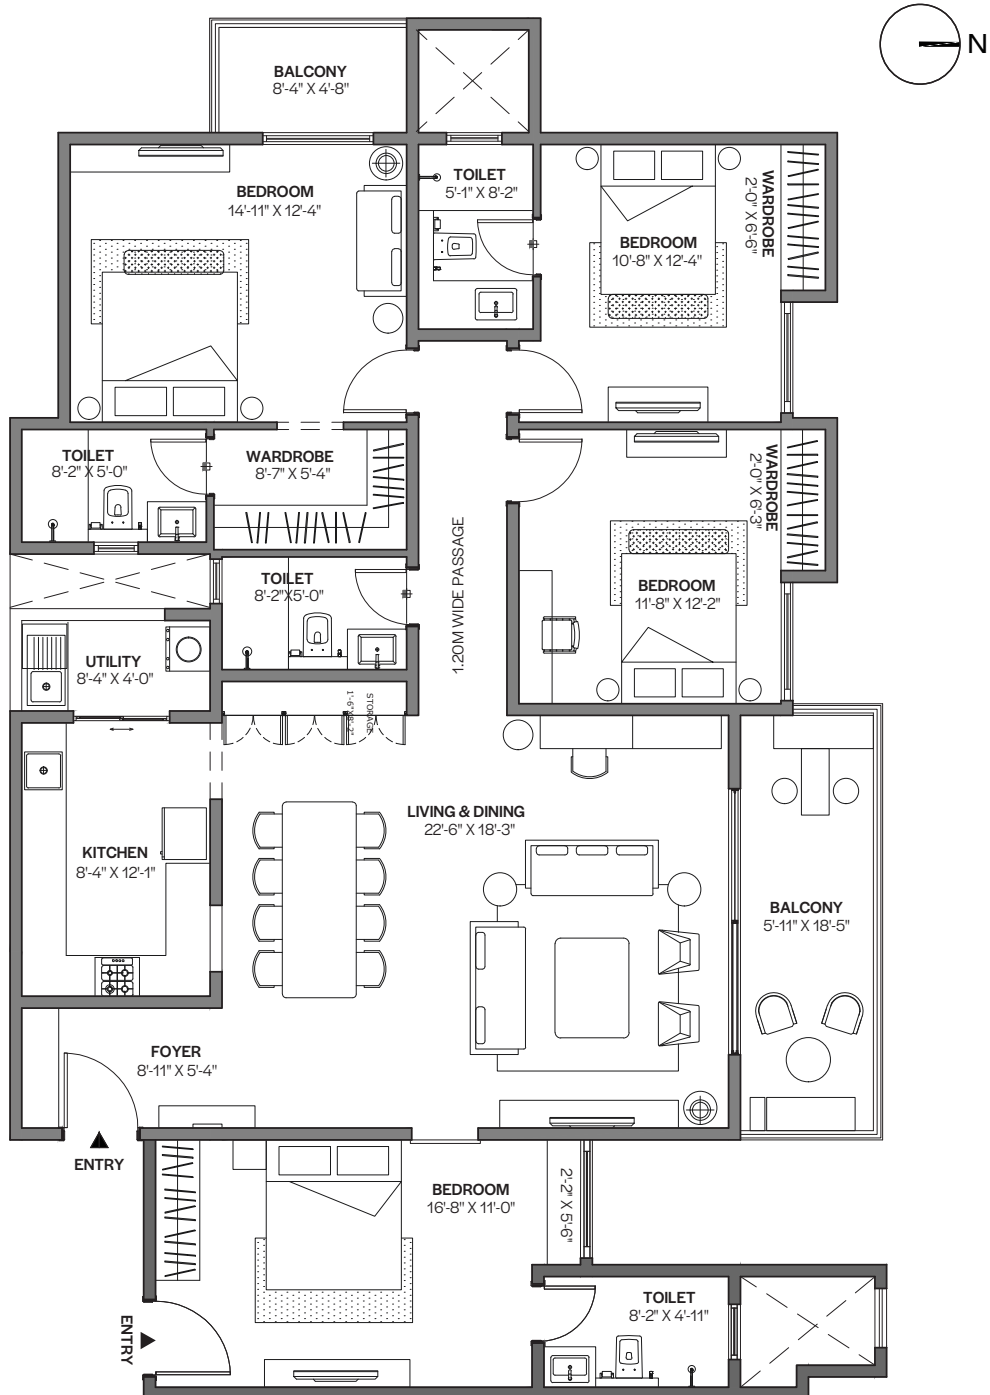 N
BALCONY
8'-4" X 4'-8"
TOILET
5'-1" X 8'-2"
BEDROOM
14'-11" X 12'-4"
WARDROBE
2'-0" X 6'-6"
BEDROOM
10'-8" X 12'-4"
TOILET
8'-2" X 5'-0"
WARDROBE
8'-7" X 5'-4"
WARDROBE
2'-0" X 6'-3"
1.20M WIDE PASSAGE
TOILET
8'-2"X5'-0"
BEDROOM
11'-8" X 12'-2"
UTILITY
8'-4" X 4'-0"
STORAGE
1'-6"X8'-2"
LIVING & DINING
22'-6" X 18'-3"
KITCHEN
8'-4" X 12'-1"
BALCONY
5'-11" X 18'-5"
FOYER
8'-11" X 5'-4"
ENTRY
BEDROOM
16'-8" X 11'-0"
2'-2" X 5'-6"
TOILET
8'-2" X 4'-11"
ENTRY